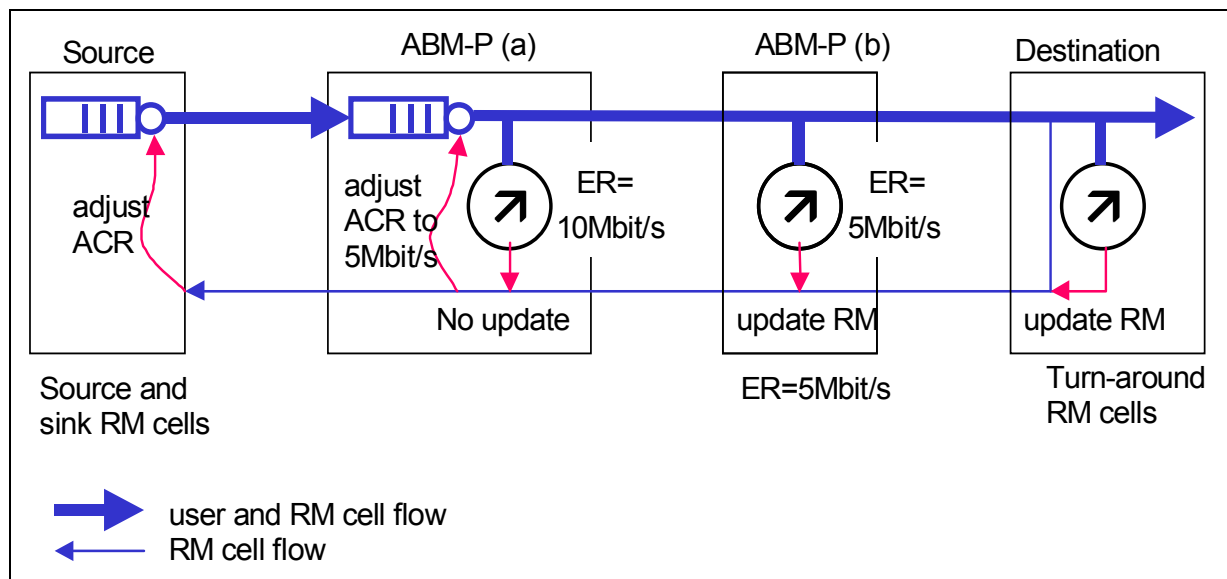 Source
ABM-P (a)
ABM-P (b)
Destination
adjust
ACR
adjust
ACR to
5Mbit/s
ER=
10Mbit/s
ER=
5Mbit/s
No update
update RM
update RM
Source and
sink RM cells
ER=5Mbit/s
Turn-around
RM cells
user and RM cell flow
RM cell flow